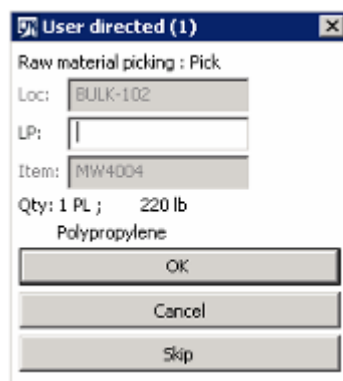 User directed (1)
Raw material picking : Pick
Loc: BULK-102
LP:
Item: MW4004
Qty: 1 PL ; 220 lb
Polypropylene
OK
Cancel
Skip